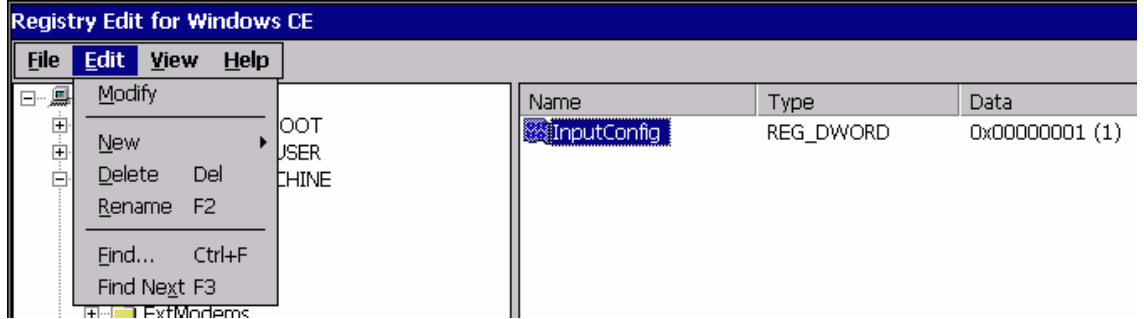 Registry Edit for Windows CE
File Edit View Help
Modify
New
Delete Del
Rename F2
Find... Ctrl+F
Find Next F3
OOT
USER
CHINE
ExtModems
Name Type Data
InputConfig REG_DWORD 0x00000001 (1)